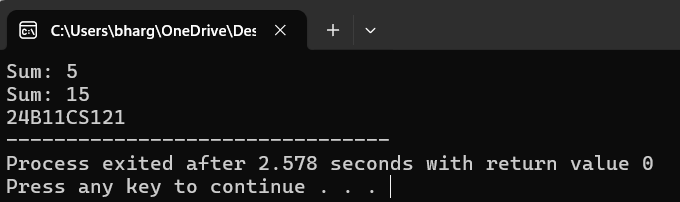 C:\Users\bharg\OneDrive\Des
Sum: 5
Sum: 15
24B11CS121
--------------------------------
Process exited after 2.578 seconds with return value 0
Press any key to continue . . .